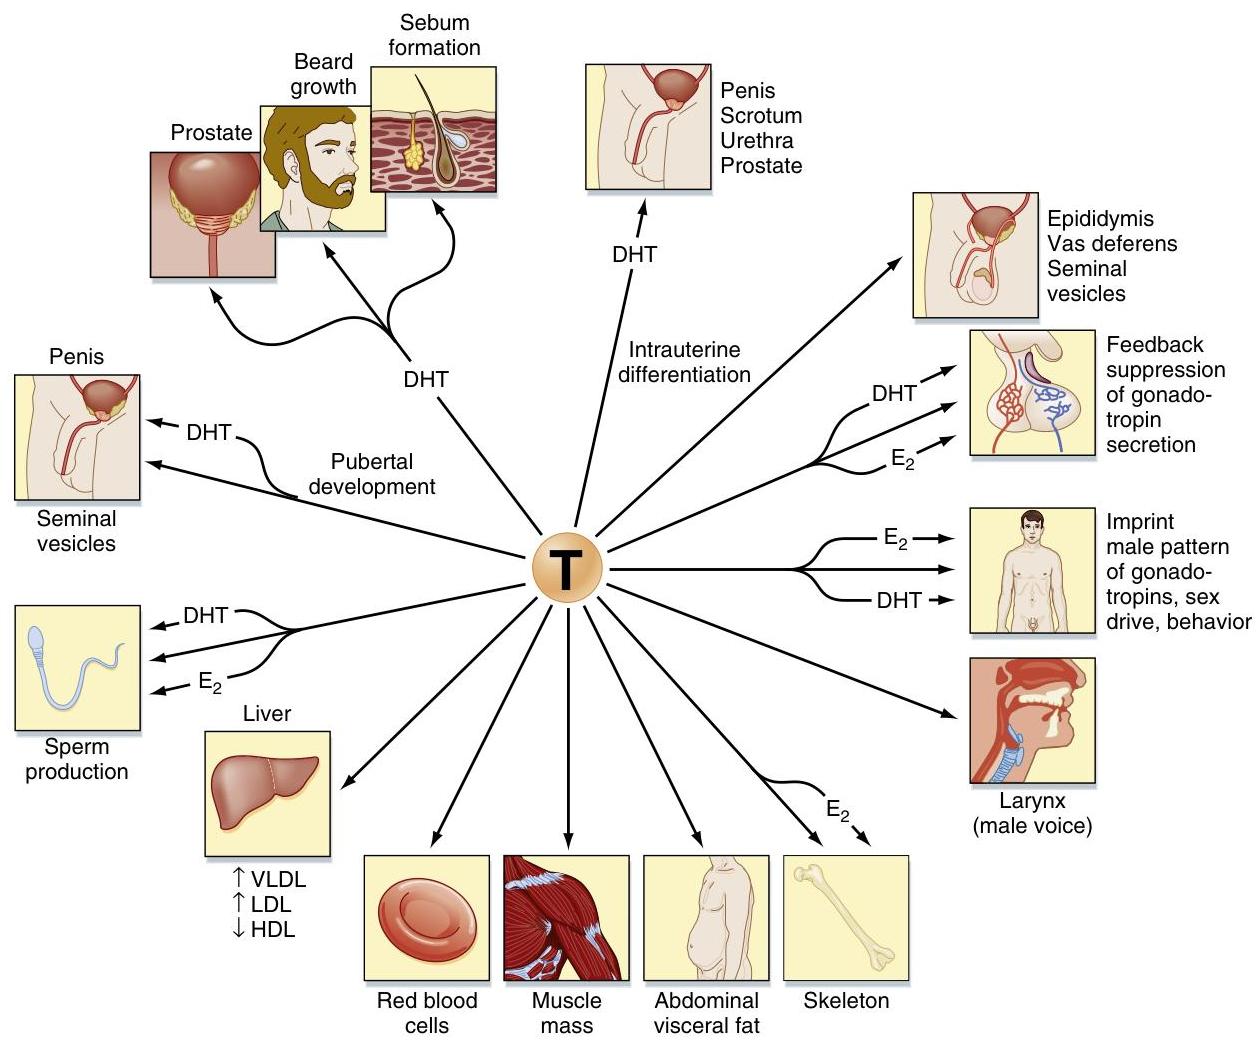 Sebum
formation
Beard
growth
Prostate
Penis
Scrotum
Urethra
Prostate
DHT
Epididymis
Vas deferens
Seminal
vesicles
Intrauterine
differentiation
DHT
Penis
DHT
Seminal
vesicles
Pubertal
development
DHT
E₂
Feedback
suppression
of gonado-
tropin
secretion
T
E₂
DHT
Imprint
male pattern
of gonado-
tropins, sex
drive, behavior
DHT
E₂
Sperm
production
Larynx
(male voice)
Liver
↑ VLDL
↑ LDL
↓ HDL
E₂
Red blood
cells
Muscle
mass
Abdominal
visceral fat
Skeleton